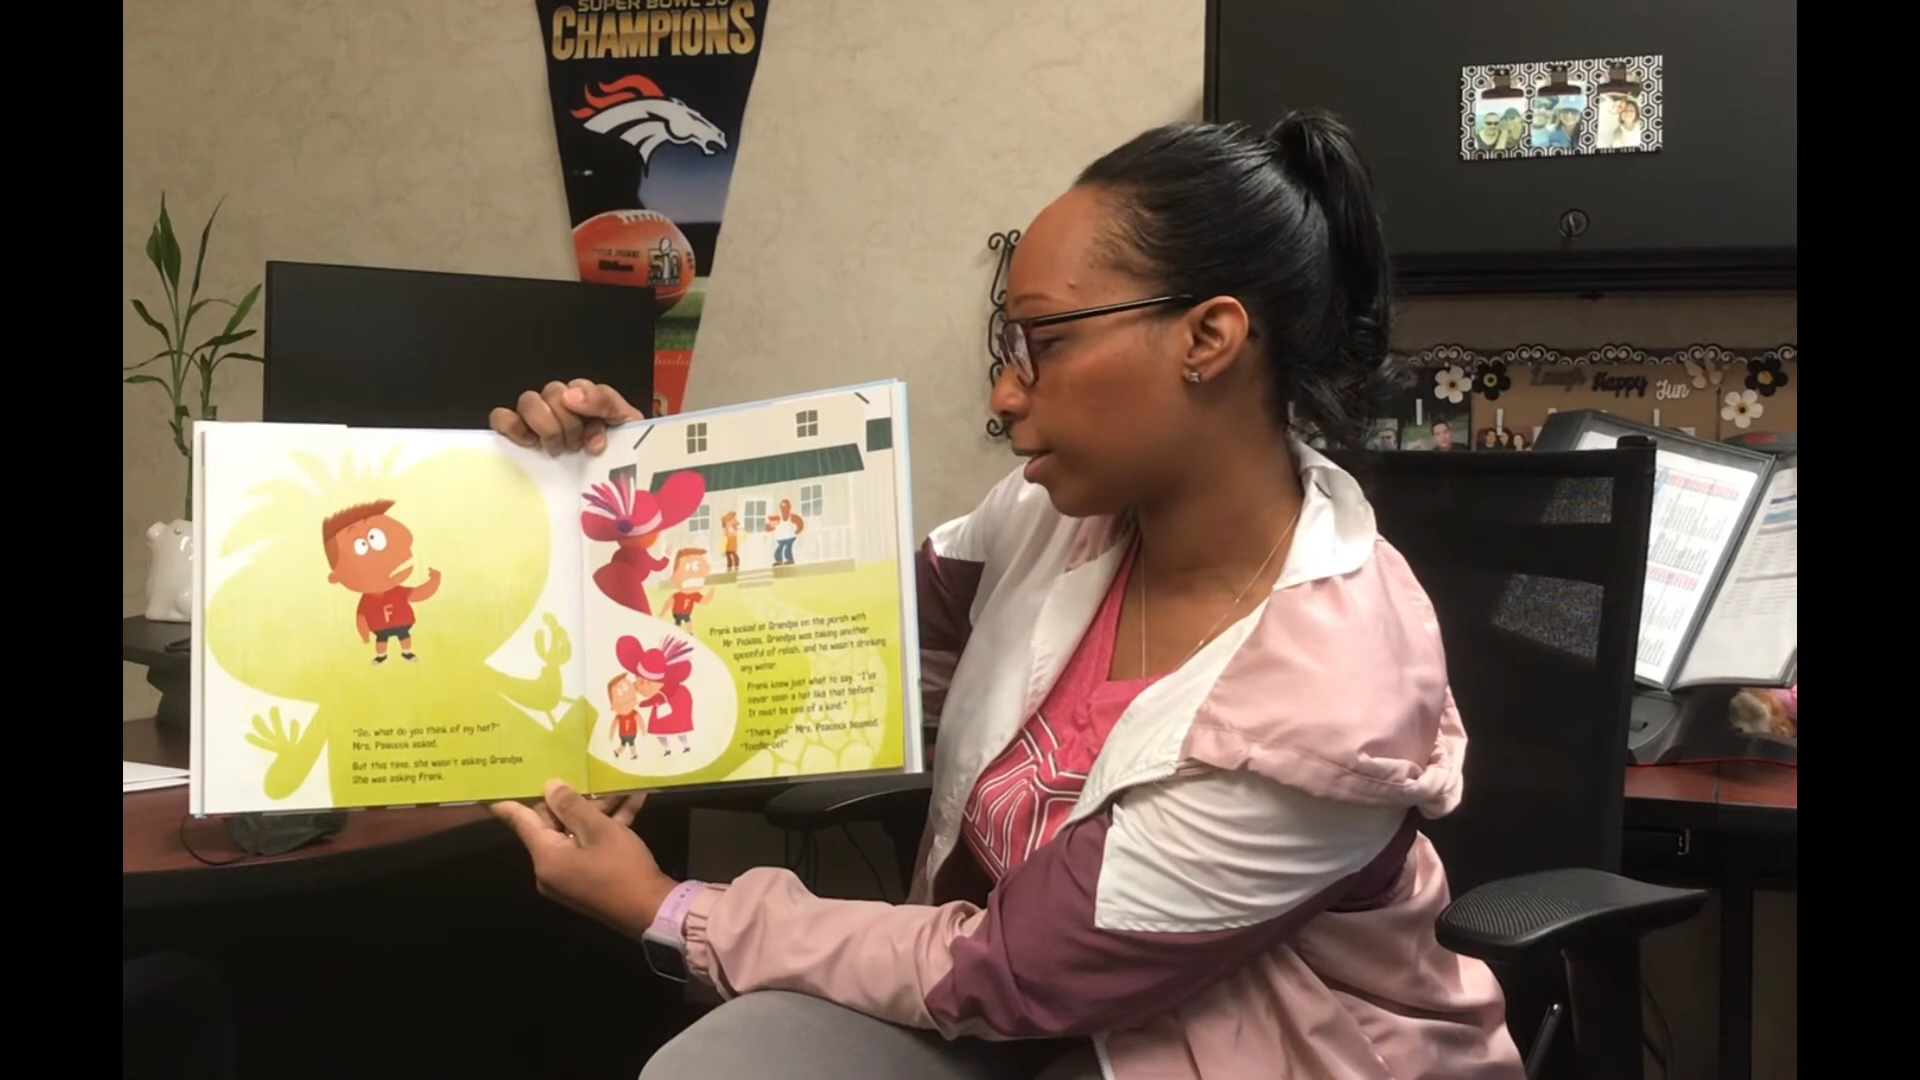 SUPER BOWL 50
CHAMPIONS
50
Laugh Happy Fun
F
F
F
"So, what do you think of my hat?"
Mrs. Peacock asked.
But this time, she wasn't asking Grandpa.
She was asking Frank.
Frank looked at Grandpa on the porch with
Mr. Pickles. Grandpa was taking another
spoonful of relish, and he wasn't drinking
any water.
Frank knew just what to say. "I've
never seen a hat like that before.
It must be one of a kind."
"Thank you!" Mrs. Peacock beamed.
"Toodle-oo!"